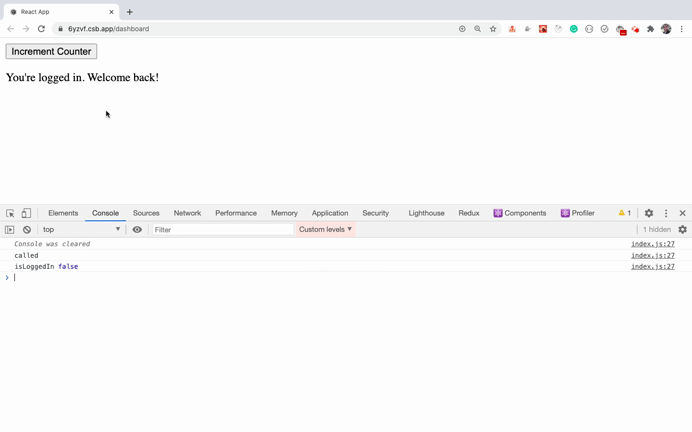 React App
6yzvf.csb.app/dashboard
Increment Counter
You're logged in. Welcome back!
Elements Console Sources Network Performance Memory Application Security Lighthouse Redux Components Profiler 1
top Filter Custom levels 1 hidden
Console was cleared index.js:27
called index.js:27
isLoggedIn false index.js:27